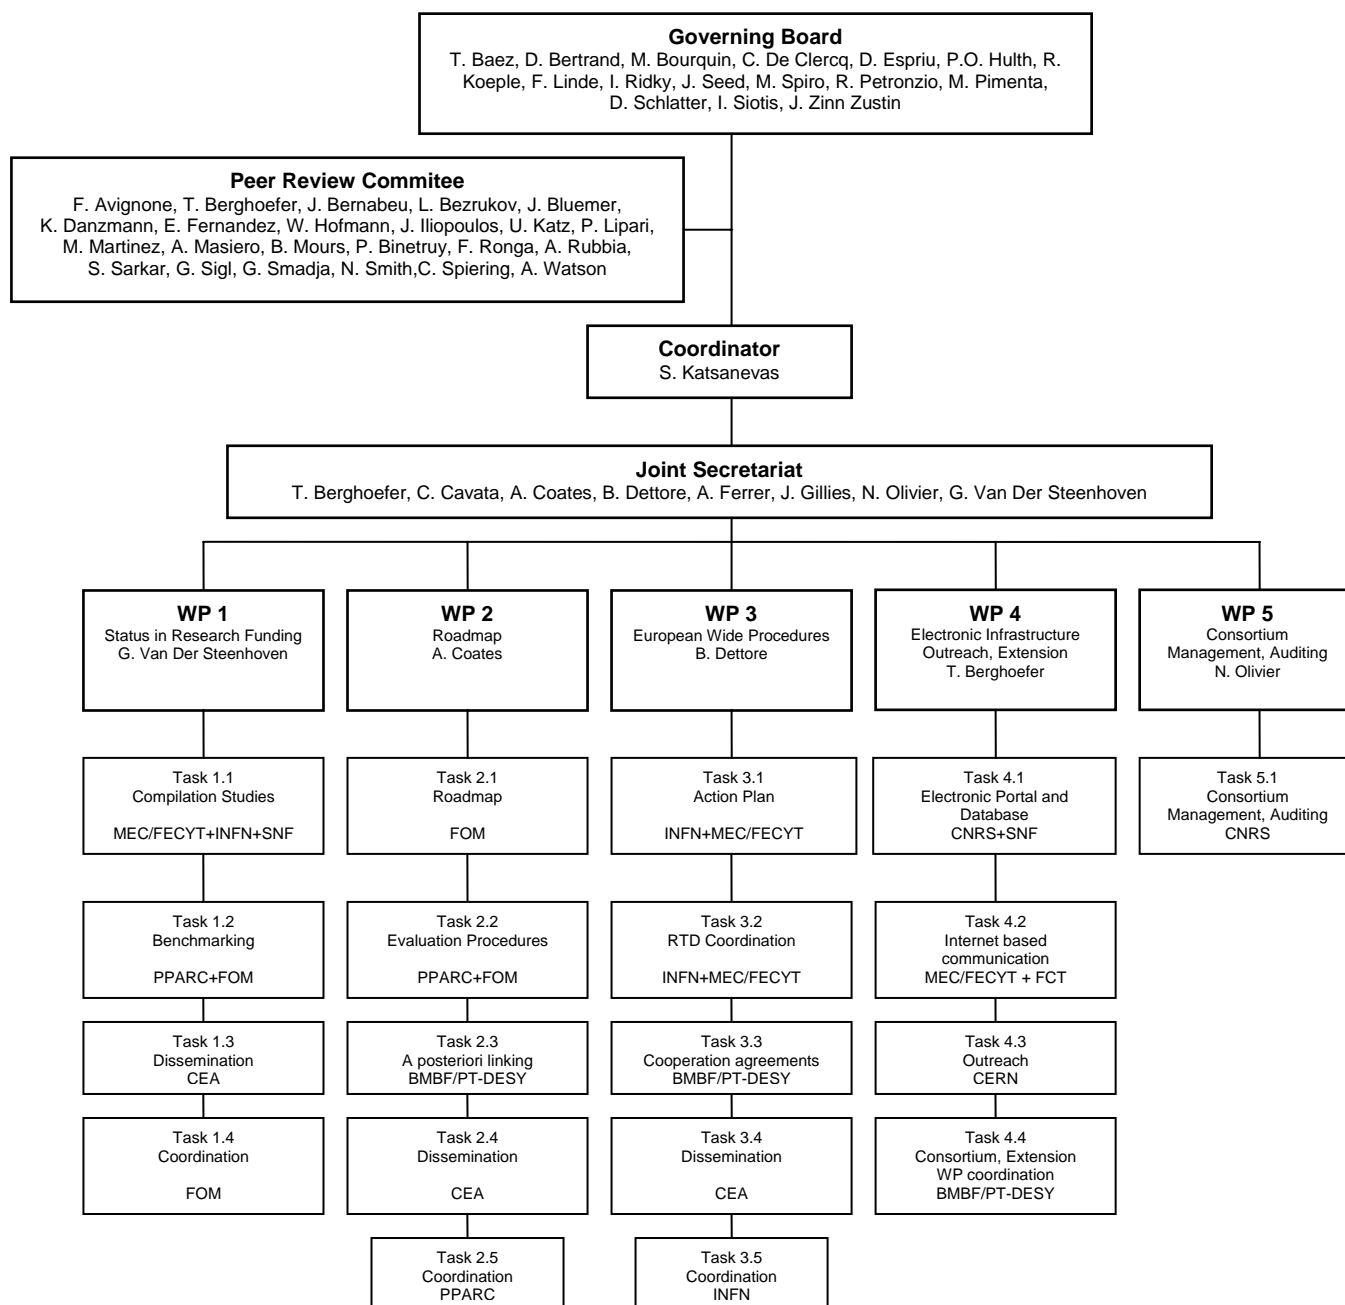 Governing Board
T. Baez, D. Bertrand, M. Bourquin, C. De Clercq, D. Espriu, P.O. Hulth, R.
Koeple, F. Linde, I. Ridky, J. Seed, M. Spiro, R. Petronzio, M. Pimenta,
D. Schlatter, I. Siotis, J. Zinn Zustin
Peer Review Commitee
F. Avignone, T. Berghoefer, J. Bernabeu, L. Bezrukov, J. Bluemer,
K. Danzmann, E. Fernandez, W. Hofmann, J. Iliopoulos, U. Katz, P. Lipari,
M. Martinez, A. Masiero, B. Mours, P. Binetruy, F. Ronga, A. Rubbia,
S. Sarkar, G. Sigl, G. Smadja, N. Smith,C. Spiering, A. Watson
Coordinator
S. Katsanevas
Joint Secretariat
T. Berghoefer, C. Cavata, A. Coates, B. Dettore, A. Ferrer, J. Gillies, N. Olivier, G. Van Der Steenhoven
WP 1
Status in Research Funding
G. Van Der Steenhoven
WP 2
Roadmap
A. Coates
WP 3
European Wide Procedures
B. Dettore
WP 4
Electronic Infrastructure
Outreach, Extension
T. Berghoefer
WP 5
Consortium
Management, Auditing
N. Olivier
Task 1.1
Compilation Studies
MEC/FECYT+INFN+SNF
Task 2.1
Roadmap
FOM
Task 3.1
Action Plan
INFN+MEC/FECYT
Task 4.1
Electronic Portal and
Database
CNRS+SNF
Task 5.1
Consortium
Management, Auditing
CNRS
Task 1.2
Benchmarking
PPARC+FOM
Task 2.2
Evaluation Procedures
PPARC+FOM
Task 3.2
RTD Coordination
INFN+MEC/FECYT
Task 4.2
Internet based
communication
MEC/FECYT + FCT
Task 1.3
Dissemination
CEA
Task 2.3
A posteriori linking
BMBF/PT-DESY
Task 3.3
Cooperation agreements
BMBF/PT-DESY
Task 4.3
Outreach
CERN
Task 1.4
Coordination
FOM
Task 2.4
Dissemination
CEA
Task 3.4
Dissemination
CEA
Task 4.4
Consortium, Extension
WP coordination
BMBF/PT-DESY
Task 2.5
Coordination
PPARC
Task 3.5
Coordination
INFN